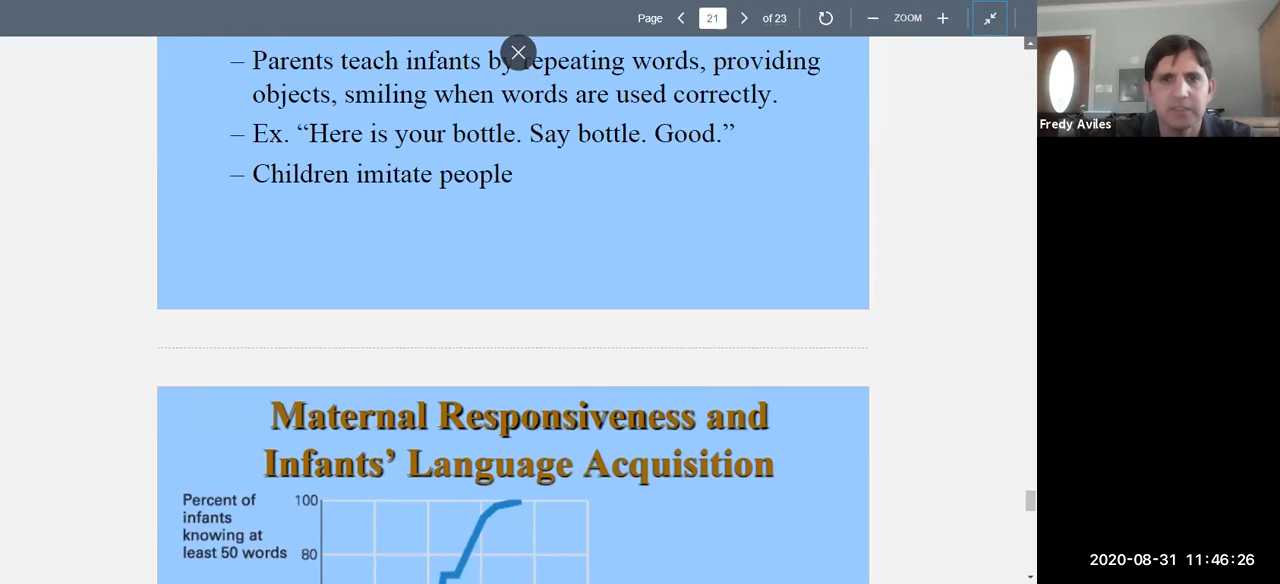 Page 21 of 23 ZOOM
– Parents teach infants by repeating words, providing
objects, smiling when words are used correctly.
– Ex. “Here is your bottle. Say bottle. Good.”
– Children imitate people
Fredy Aviles
Maternal Responsiveness and
Infants’ Language Acquisition
Percent of
infants
knowing at
least 50 words
100
80
2020-08-31 11:46:26